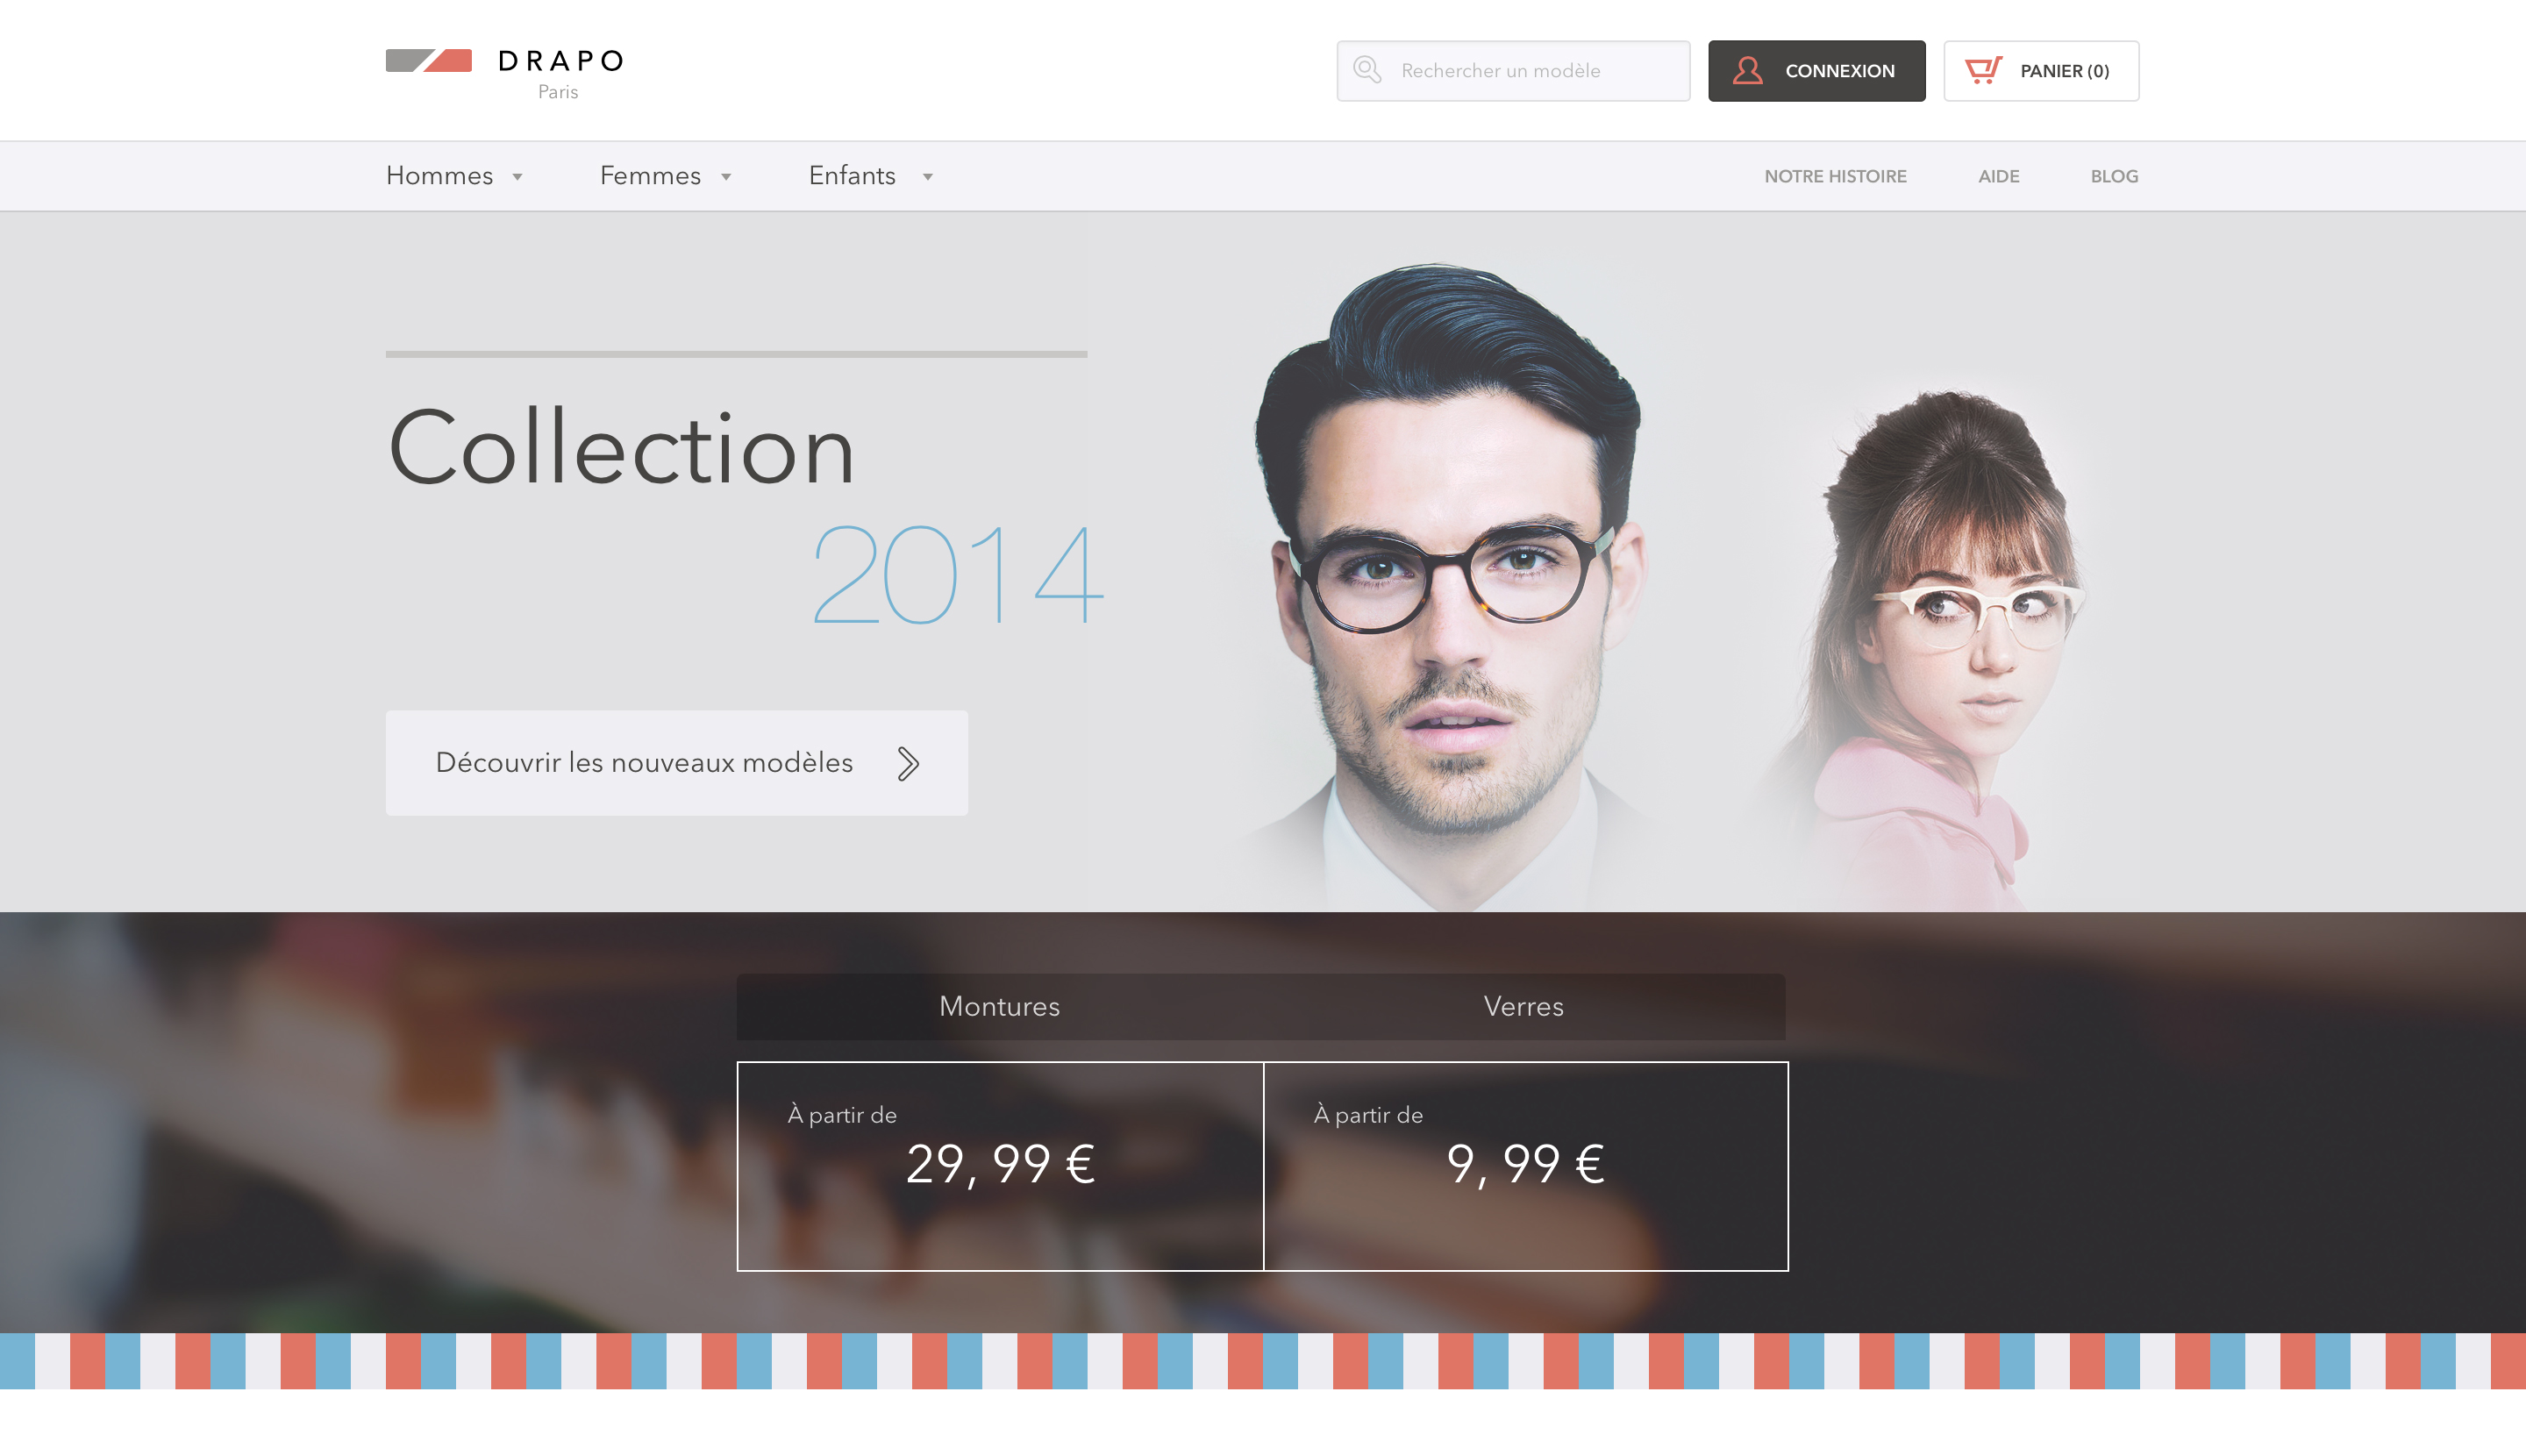 DRAPO
Paris
Rechercher un modèle
CONNEXION
PANIER (0)
Hommes
Femmes
Enfants
NOTRE HISTOIRE
AIDE
BLOG
Collection
2014
Découvrir les nouveaux modèles
Montures
Verres
À partir de
29, 99 €
À partir de
9, 99 €